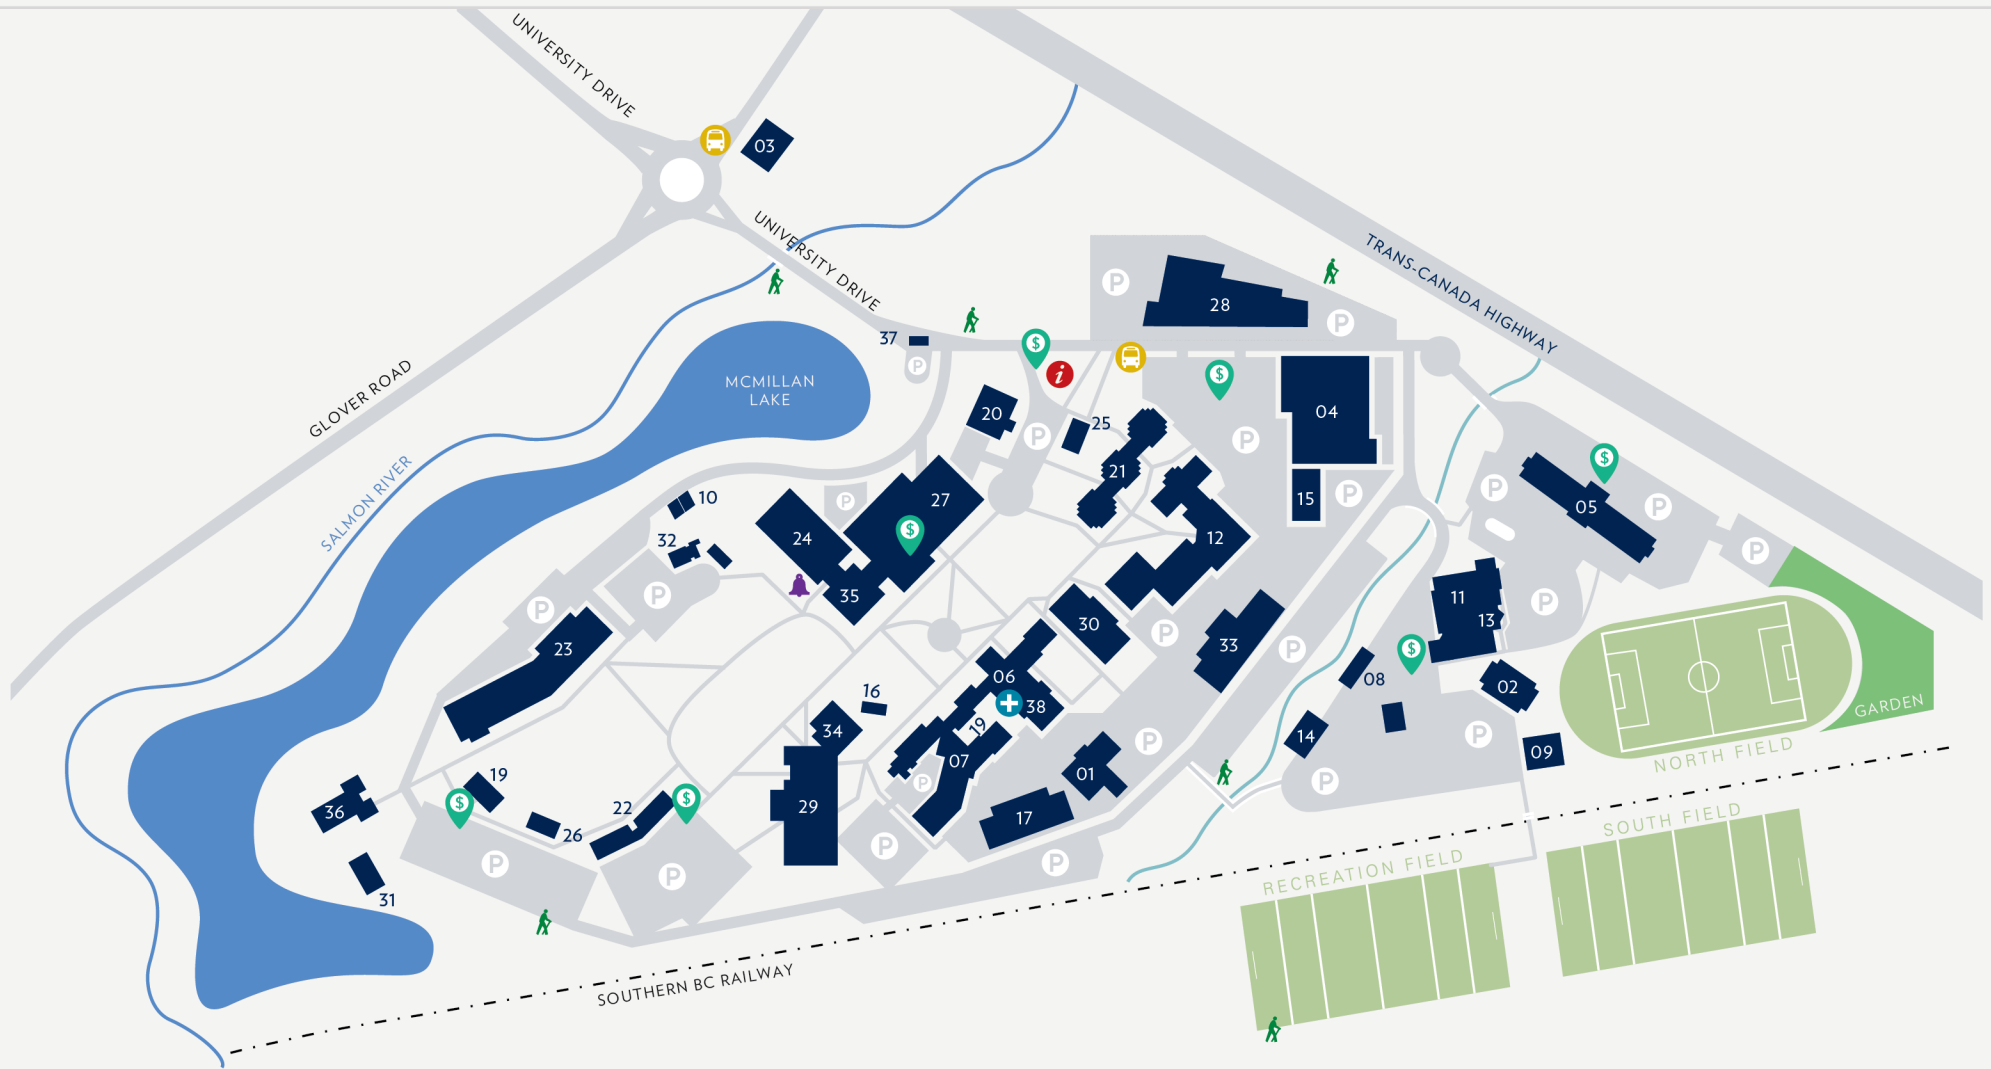 UNIVERSITY DRIVE
03
UNIVERSITY DRIVE
TRANS-CANADA HIGHWAY
P
28
P
37
P
$
i
$
GLOVER ROAD
MCMILLAN
LAKE
20
P
25
04
P
21
SALMON RIVER
10
P
27
15
P
P
$
05
P
32
24
$
12
P
P
35
P
23
30
P
33
P
11
13
P
$
08
02
06
38
16
19
34
07
P
P
01
14
P
09
GARDEN
NORTH FIELD
19
$
36
26
22
$
29
P
17
P
SOUTH FIELD
P
P
P
P
31
RECREATION FIELD
SOUTHERN BC RAILWAY